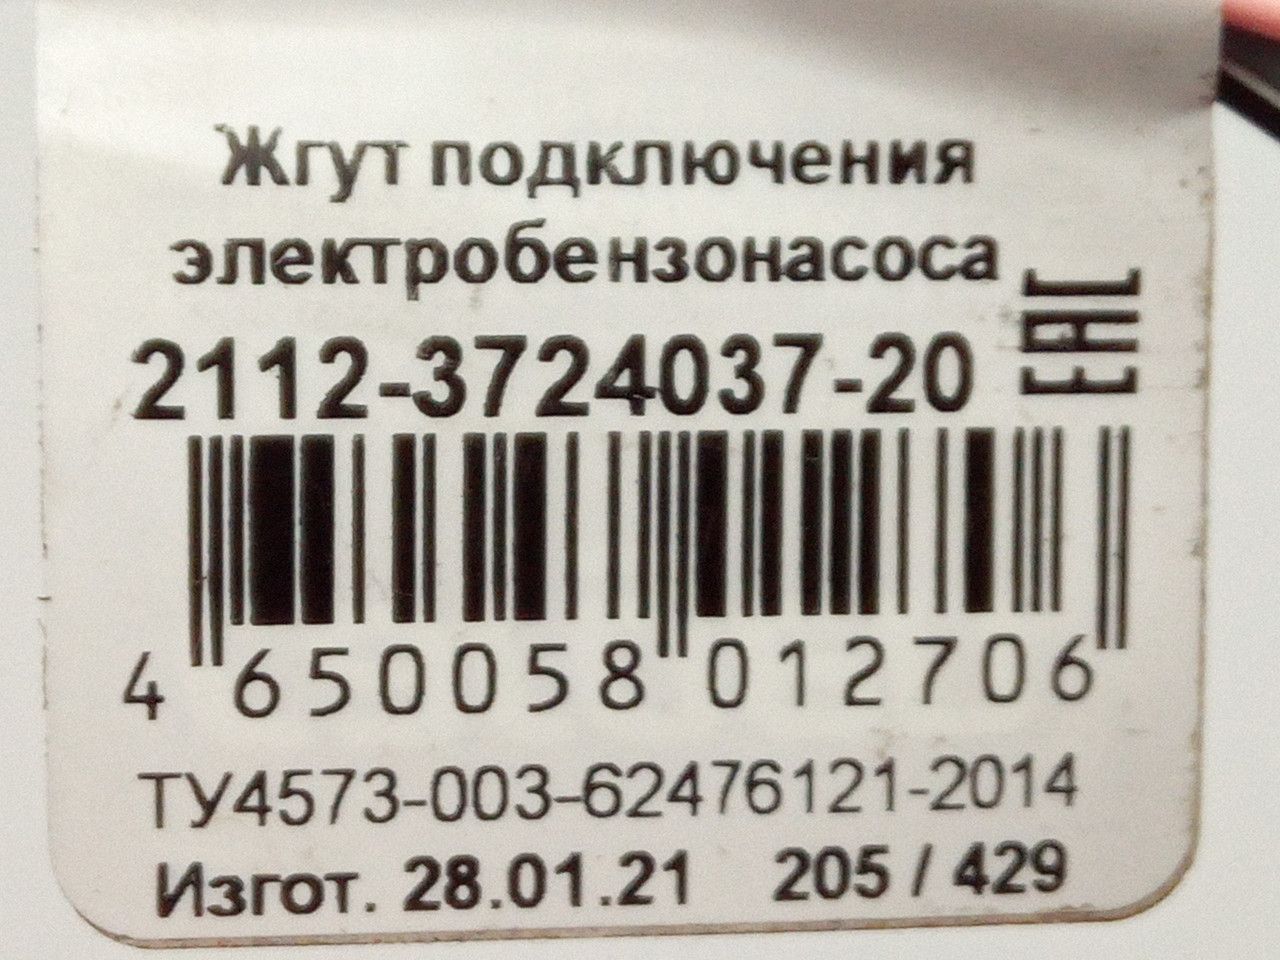 Жгут подключения
электробензонасоса
2112-3724037-20
EAC
4 650058 012706
ТУ4573-003-62476121-2014
Изгот. 28.01.21 205 / 429